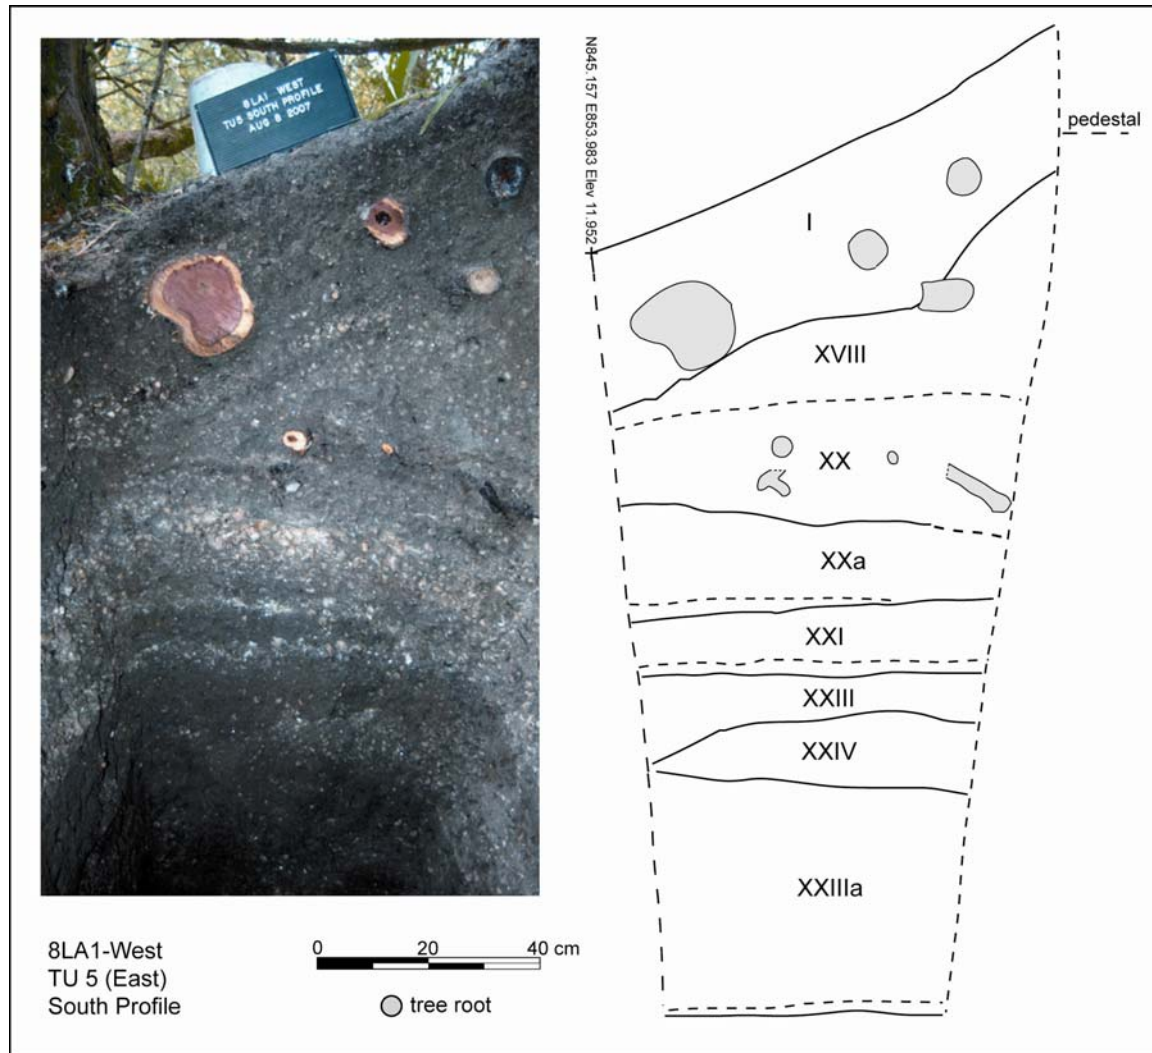 8LA1 WEST
TU5 SOUTH PROFILE
AUG 8 2007
N845.157 E853.983 Elev 11.952
pedestal
I
XVIII
XX
XXa
XXI
XXIII
XXIV
XXIIIa
8LA1-West
TU 5 (East)
South Profile
0 20 40 cm
tree root